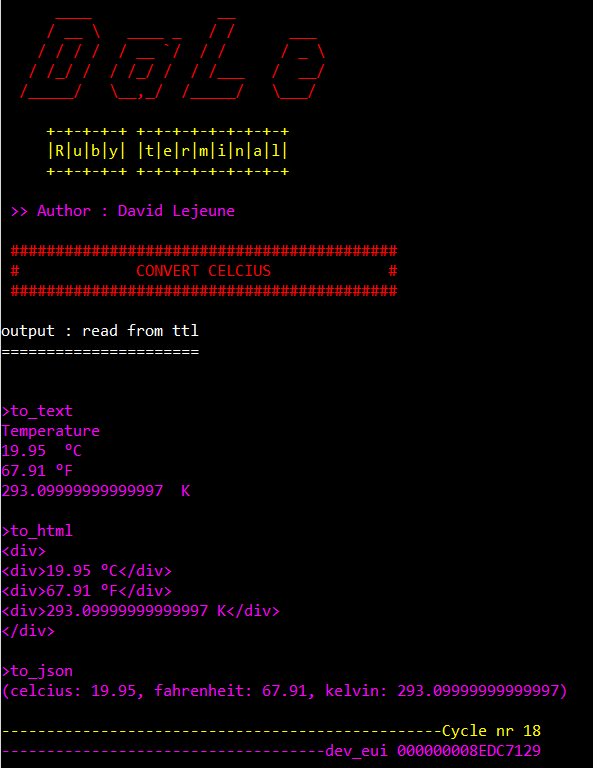 DaLe
+-+-+-+-+ +-+-+-+-+-+-+-+-+
|R|u|b|y| |t|e|r|m|i|n|a|l|
+-+-+-+-+ +-+-+-+-+-+-+-+-+
>> Author : David Lejeune
###########################################
# CONVERT CELCIUS #
###########################################
output : read from ttl
======================
>to_text
Temperature
19.95  °C
67.91 °F
293.09999999999997  K
>to_html
<div>
<div>19.95 °C</div>
<div>67.91 °F</div>
<div>293.09999999999997 K</div>
</div>
>to_json
(celcius: 19.95, fahrenheit: 67.91, kelvin: 293.09999999999997)
-------------------------------------------------Cycle nr 18
------------------------------------dev_eui 000000008EDC7129